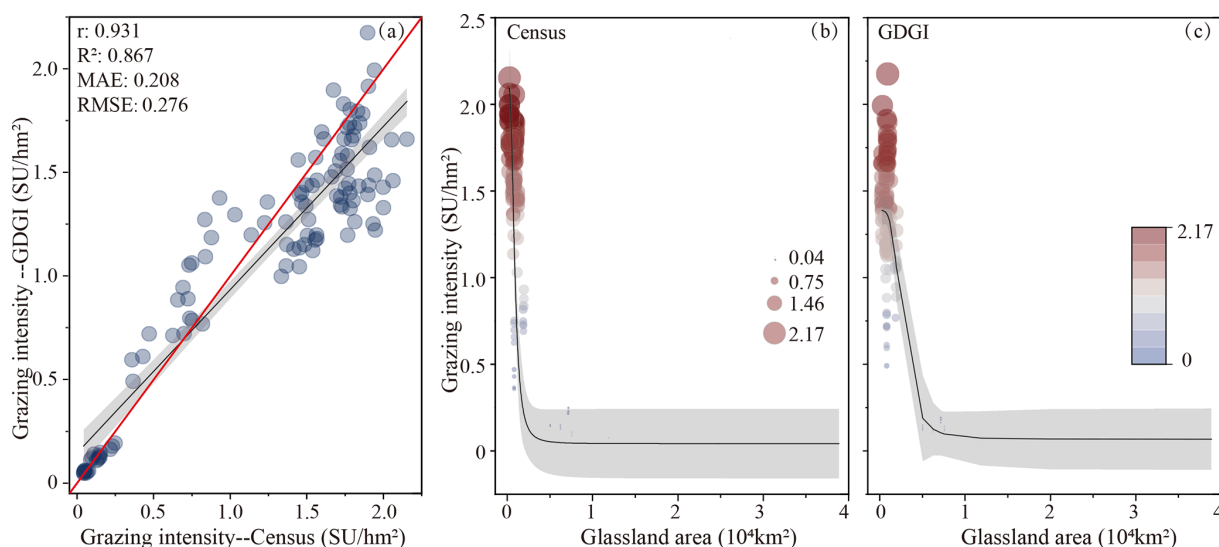 (a)
r: 0.931
R²: 0.867
MAE: 0.208
RMSE: 0.276
Grazing intensity --GDGI (SU/hm²)
2.0
1.5
1.0
0.5
0
0 0.5 1.0 1.5 2.0
Grazing intensity--Census (SU/hm²)
Census (b)
Grazing intensity (SU/hm²)
2.5
2.0
1.5
1.0
0.5
0
0.04
0.75
1.46
2.17
0 1 2 3 4
Glassland area (10⁴km²)
GDGI (c)
2.17
0
0 1 2 3 4
Glassland area (10⁴km²)